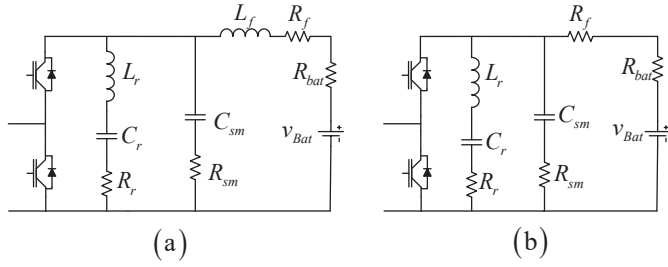 L_f
R_f
R_bat
L_r
C_r
R_r
C_sm
R_sm
v_Bat
+
-
(a)
R_f
R_bat
L_r
C_r
R_r
C_sm
R_sm
v_Bat
+
-
(b)